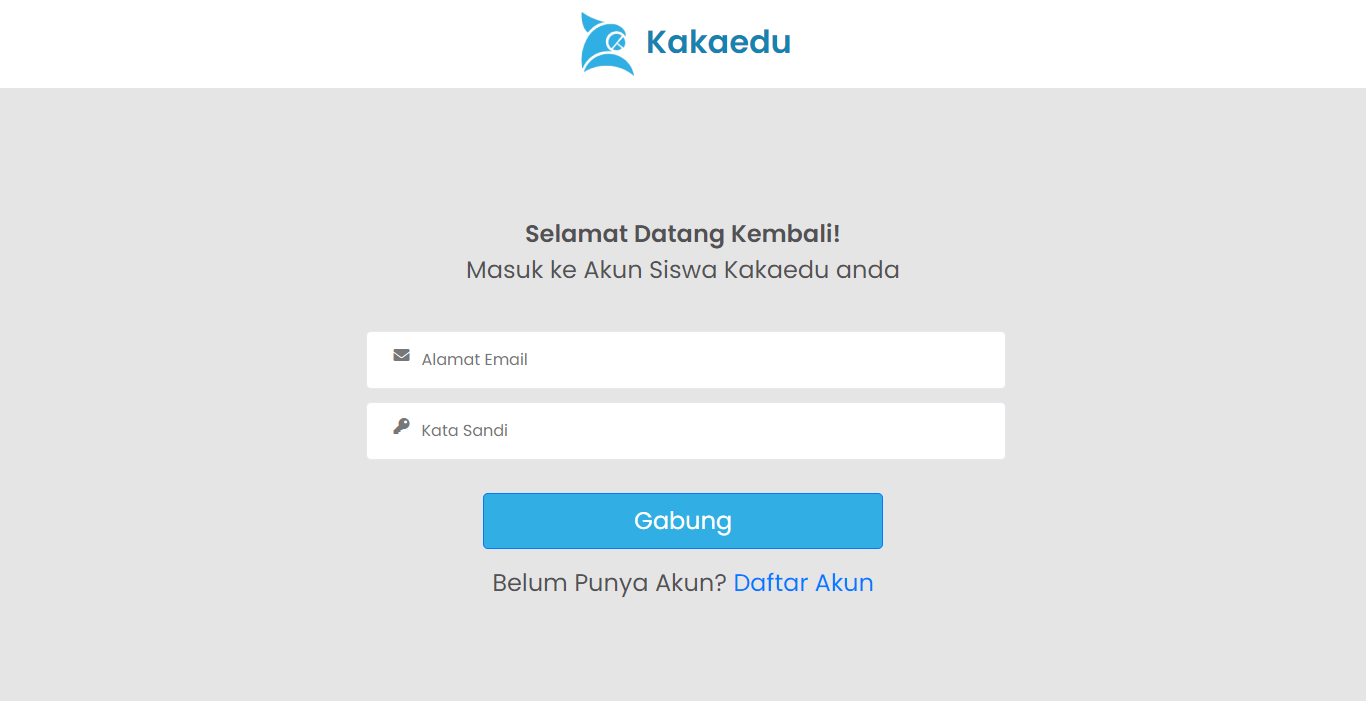 Kakaedu
Selamat Datang Kembali!
Masuk ke Akun Siswa Kakaedu anda
Alamat Email
Kata Sandi
Gabung
Belum Punya Akun? Daftar Akun